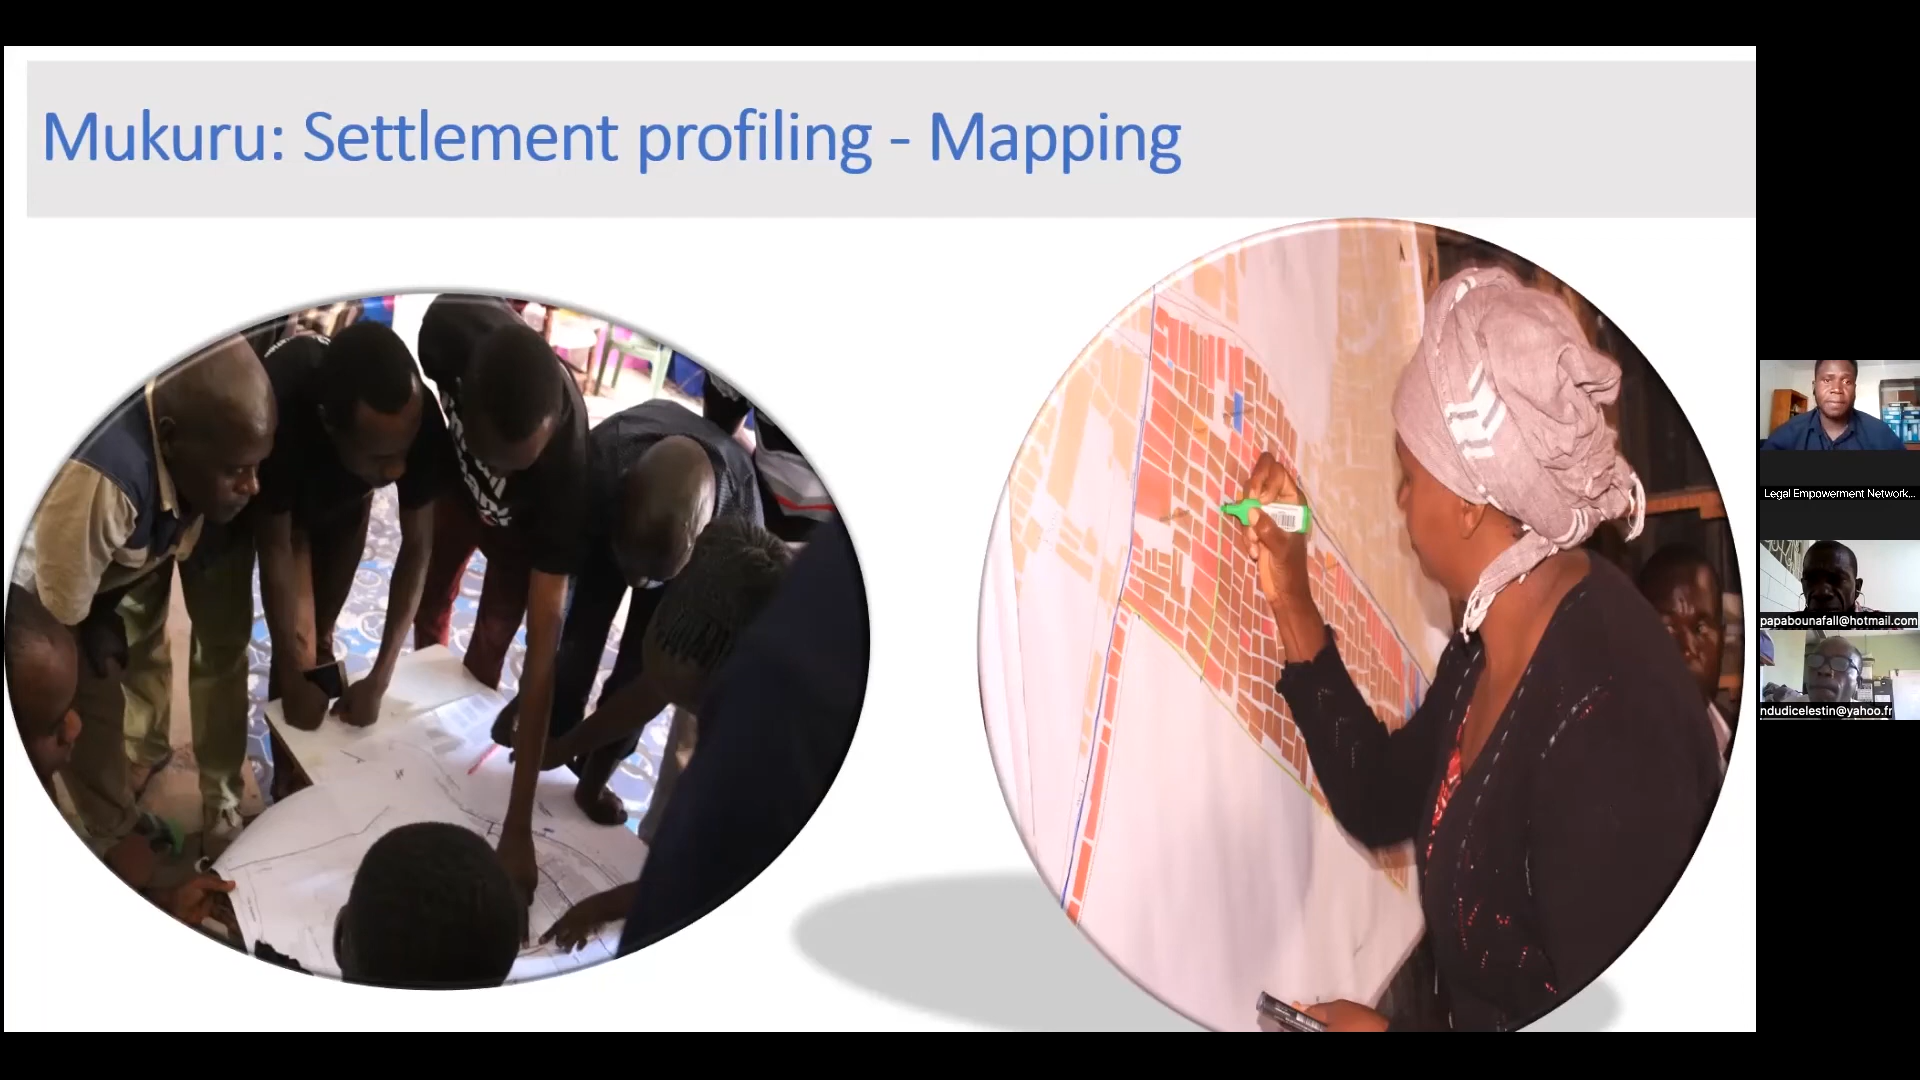 Mukuru: Settlement profiling - Mapping
Legal Empowerment Network...
papabounafall@hotmail.com
ndudicelestin@yahoo.fr